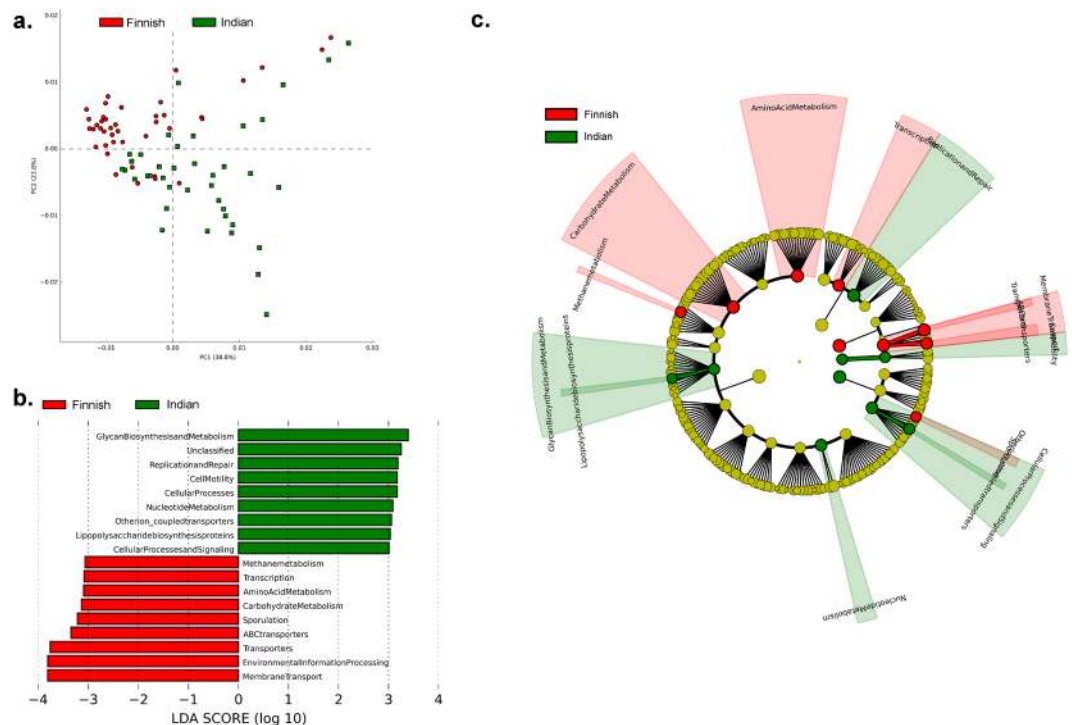 a.
Finnish
Indian
0.02
0.01
0.00
−0.01
−0.02
−0.01
0.00
0.01
0.02
0.03
PC2 (23.0%)
PC1 (38.6%)
b.
Finnish
Indian
GlycanBiosynthesisandMetabolism
Unclassified
ReplicationandRepair
CellMotility
CellularProcesses
NucleotideMetabolism
Otherion_coupledtransporters
Lipopolysaccharidebiosynthesisproteins
CellularProcessesandSignaling
Methanemetabolism
Transcription
AminoAcidMetabolism
CarbohydrateMetabolism
Sporulation
ABCtransporters
Transporters
EnvironmentalInformationProcessing
MembraneTransport
−4 −3 −2 −1 0 1 2 3 4
LDA SCORE (log 10)
c.
Finnish
Indian
AminoAcidMetabolism
Transcription
ReplicationandRepair
CarbohydrateMetabolism
Methanemetabolism
GlycanBiosynthesisandMetabolism
Lipopolysaccharidebiosynthesisproteins
ABCtransporters
CellularProcessesandSignaling
NucleotideMetabolism